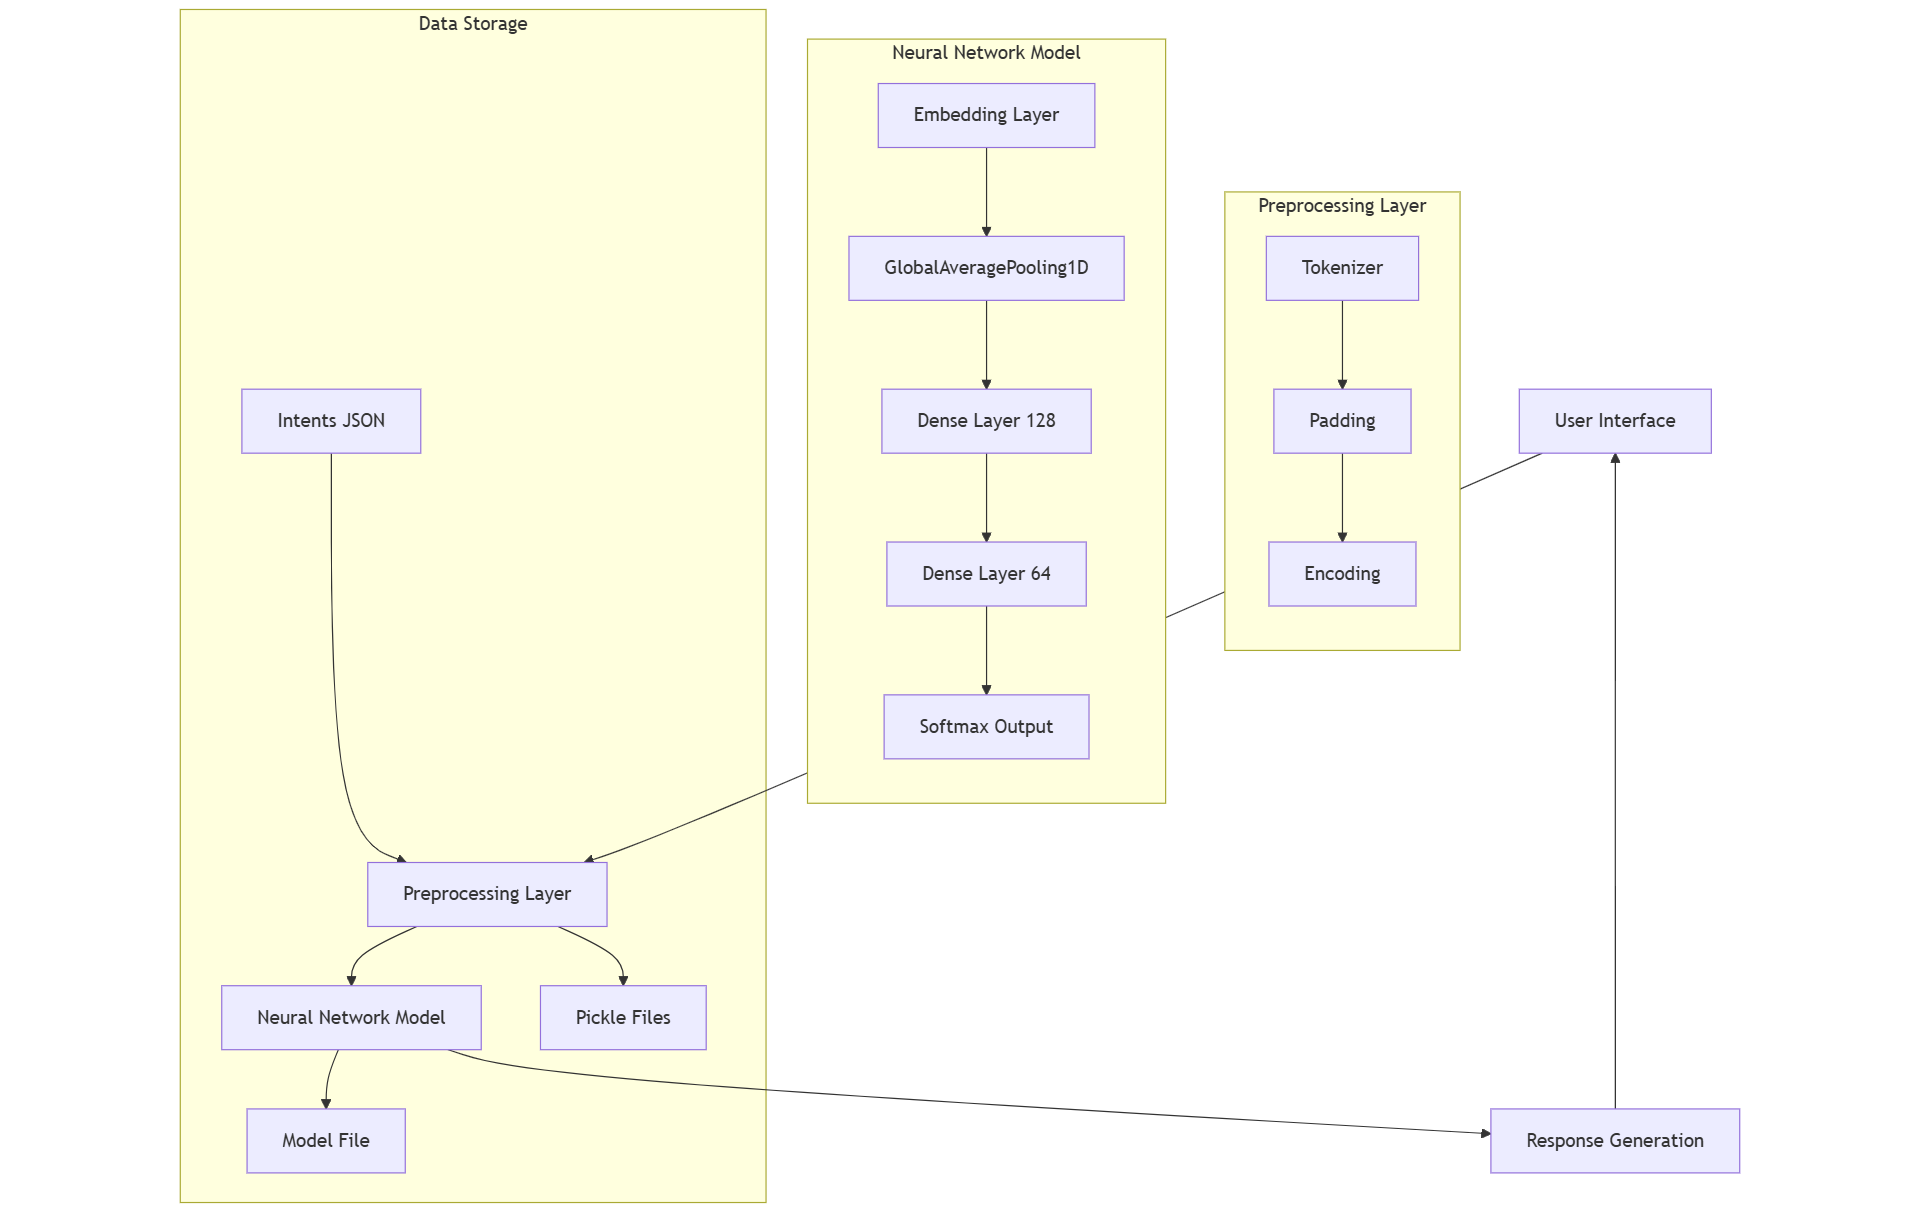 Data Storage
Intents JSON
Preprocessing Layer
Neural Network Model
Pickle Files
Model File
Neural Network Model
Embedding Layer
GlobalAveragePooling1D
Dense Layer 128
Dense Layer 64
Softmax Output
Preprocessing Layer
Tokenizer
Padding
Encoding
User Interface
Response Generation